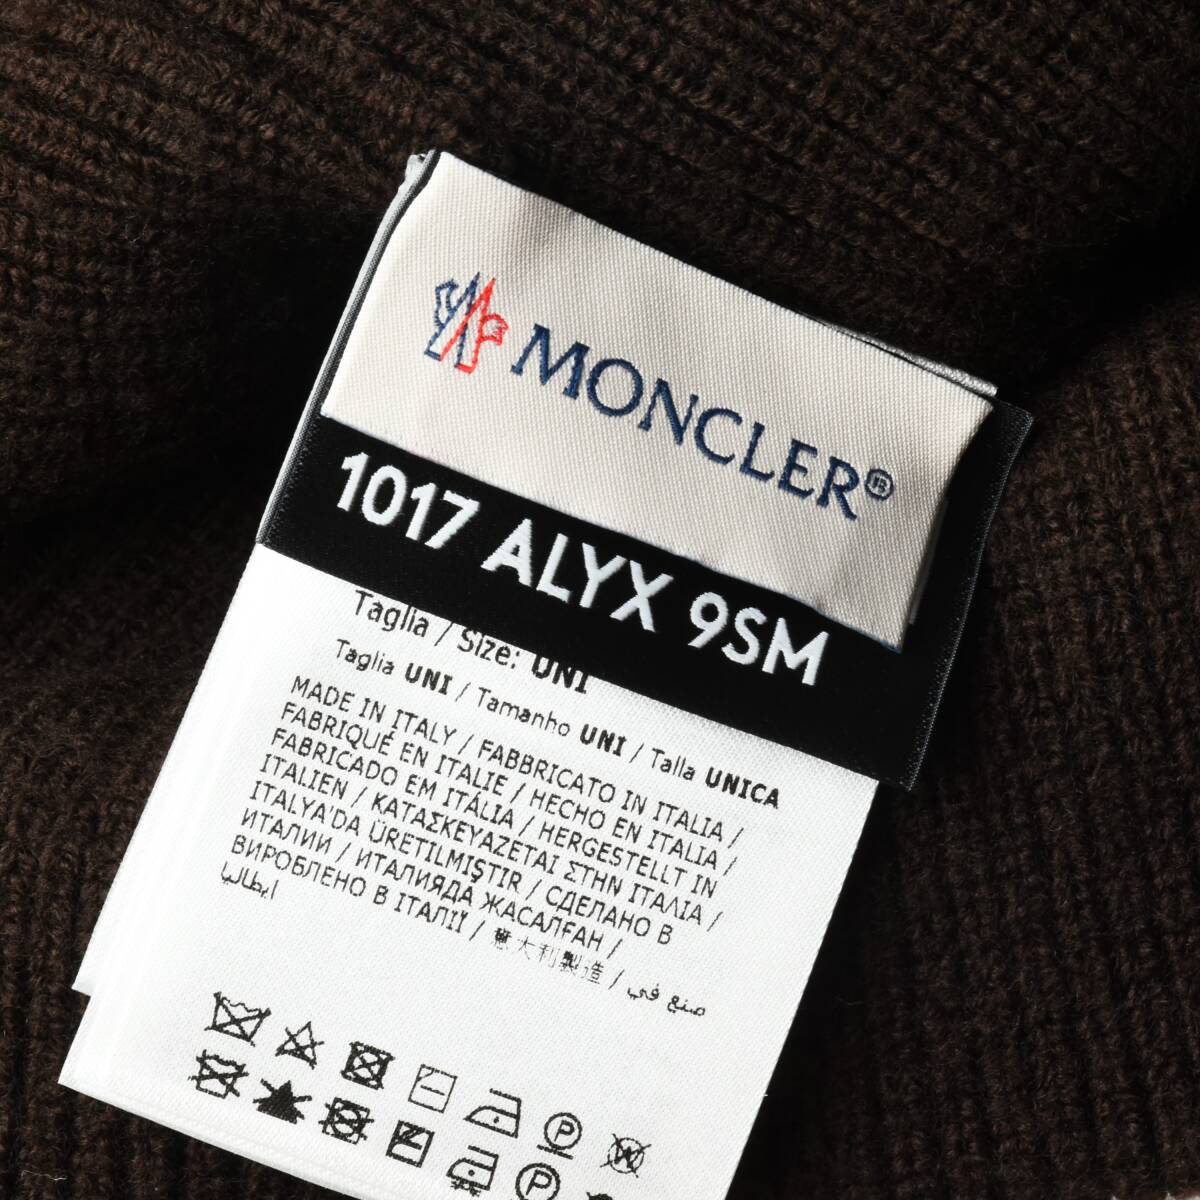 MONCLER®
1017 ALYX 9SM
Taglia / Size: UNI
Taglia UNI / Tamanho UNI / Talla UNICA
MADE IN ITALY / FABBRICATO IN ITALIA /
FABRIQUÉ EN ITALIE / HECHO EN ITALIA /
FABRICADO EM ITÁLIA / HERGESTELLT IN
ITALIEN / ΚΑΤΑΣΚΕΥΑΖΕΤΑΙ ΣΤΗΝ ΙΤΑΛΙΑ /
ITALYA'DA ÜRETILMIŞTIR / СДЕЛАНО В
ИТАЛИИ / ИТАЛИЯДА ЖАСАЛҒАН /
ВИРОБЛЕНО В ІТАЛІЇ / 意大利製造 / صنع في
ايطاليا
P
W
P